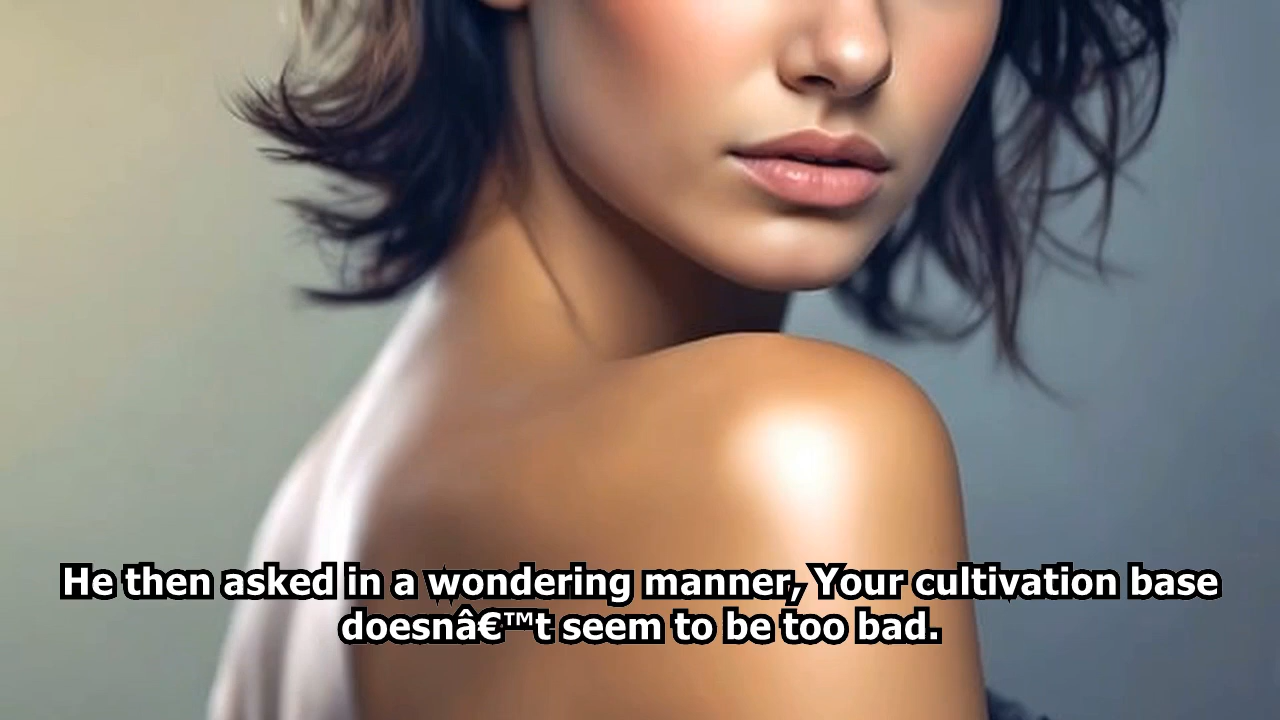 He then asked in a wondering manner, Your cultivation base
doesnâ€™t seem to be too bad.